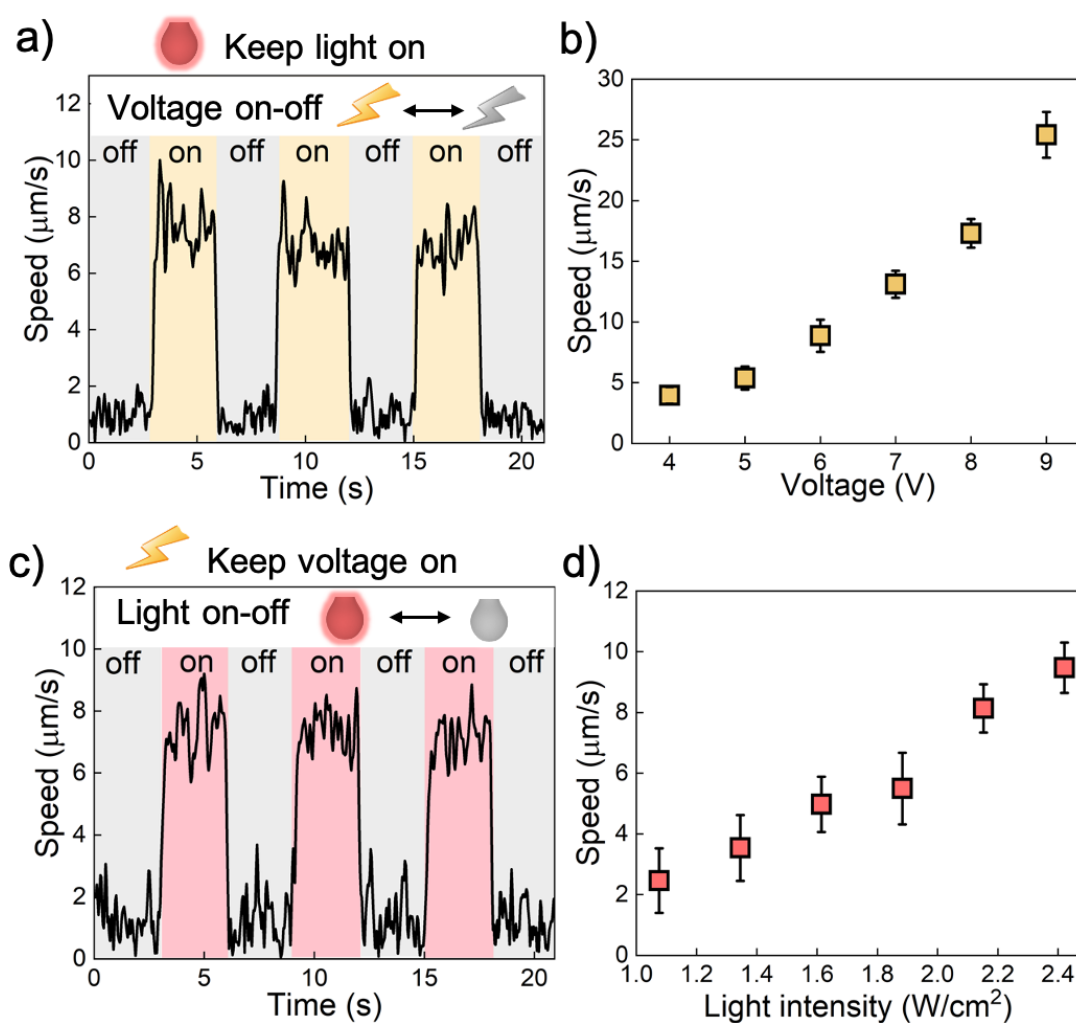 a)
Keep light on
Voltage on-off
off on off on off on off
12
10
8
6
4
2
0
Speed (μm/s)
0 5 10 15 20
Time (s)
b)
30
25
20
15
10
5
0
Speed (μm/s)
4 5 6 7 8 9
Voltage (V)
c)
Keep voltage on
Light on-off
off on off on off on off
12
10
8
6
4
2
0
Speed (μm/s)
0 5 10 15 20
Time (s)
d)
12
10
8
6
4
2
0
Speed (μm/s)
1.0 1.2 1.4 1.6 1.8 2.0 2.2 2.4
Light intensity (W/cm²)